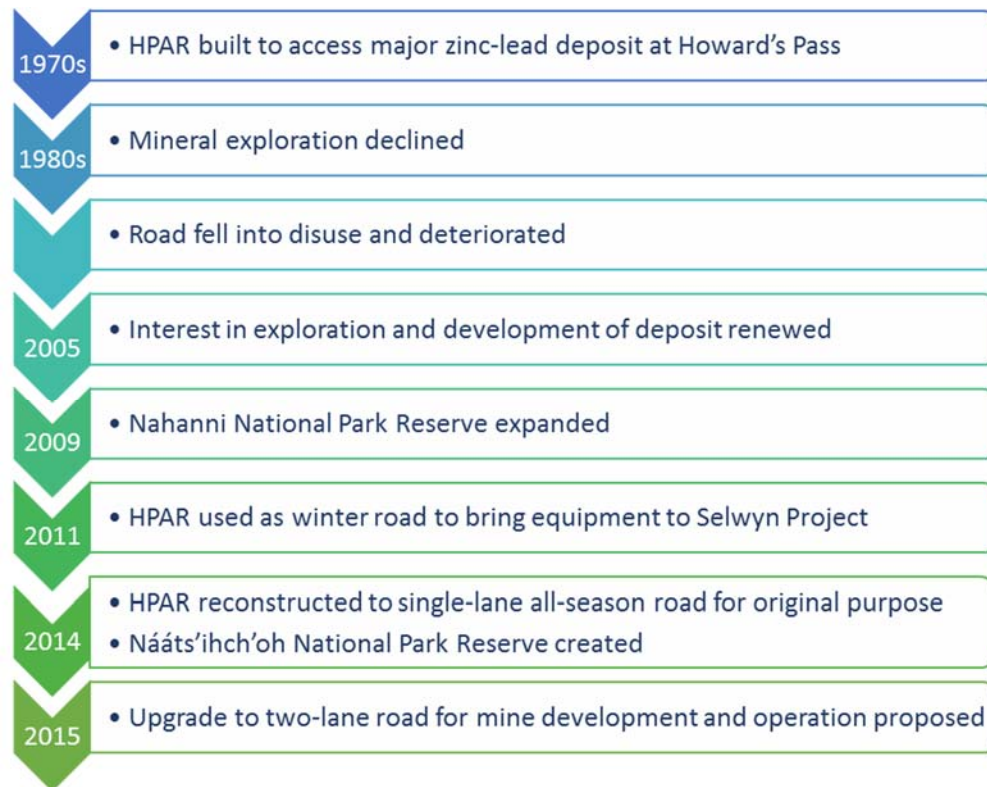 1970s
• HPAR built to access major zinc-lead deposit at Howard's Pass
1980s
• Mineral exploration declined
• Road fell into disuse and deteriorated
2005
• Interest in exploration and development of deposit renewed
2009
• Nahanni National Park Reserve expanded
2011
• HPAR used as winter road to bring equipment to Selwyn Project
2014
• HPAR reconstructed to single-lane all-season road for original purpose
• Nááts'ihch'oh National Park Reserve created
2015
• Upgrade to two-lane road for mine development and operation proposed